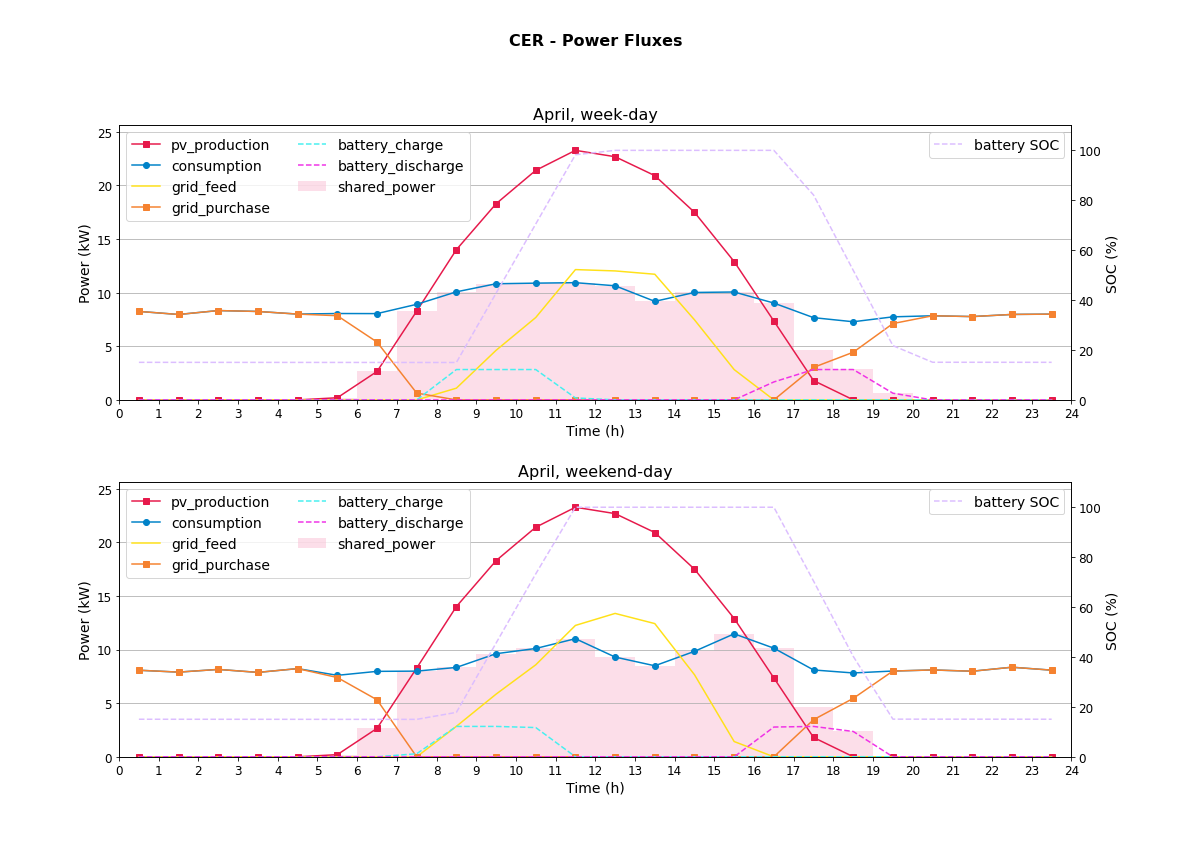 CER - Power Fluxes
April, week-day
25
20
15
10
5
0
Power (kW)
pv_production
consumption
grid_feed
grid_purchase
battery_charge
battery_discharge
shared_power
battery SOC
100
80
60
40
20
0
SOC (%)
0 1 2 3 4 5 6 7 8 9 10 11 12 13 14 15 16 17 18 19 20 21 22 23 24
Time (h)
April, weekend-day
25
20
15
10
5
0
Power (kW)
pv_production
consumption
grid_feed
grid_purchase
battery_charge
battery_discharge
shared_power
battery SOC
100
80
60
40
20
0
SOC (%)
0 1 2 3 4 5 6 7 8 9 10 11 12 13 14 15 16 17 18 19 20 21 22 23 24
Time (h)